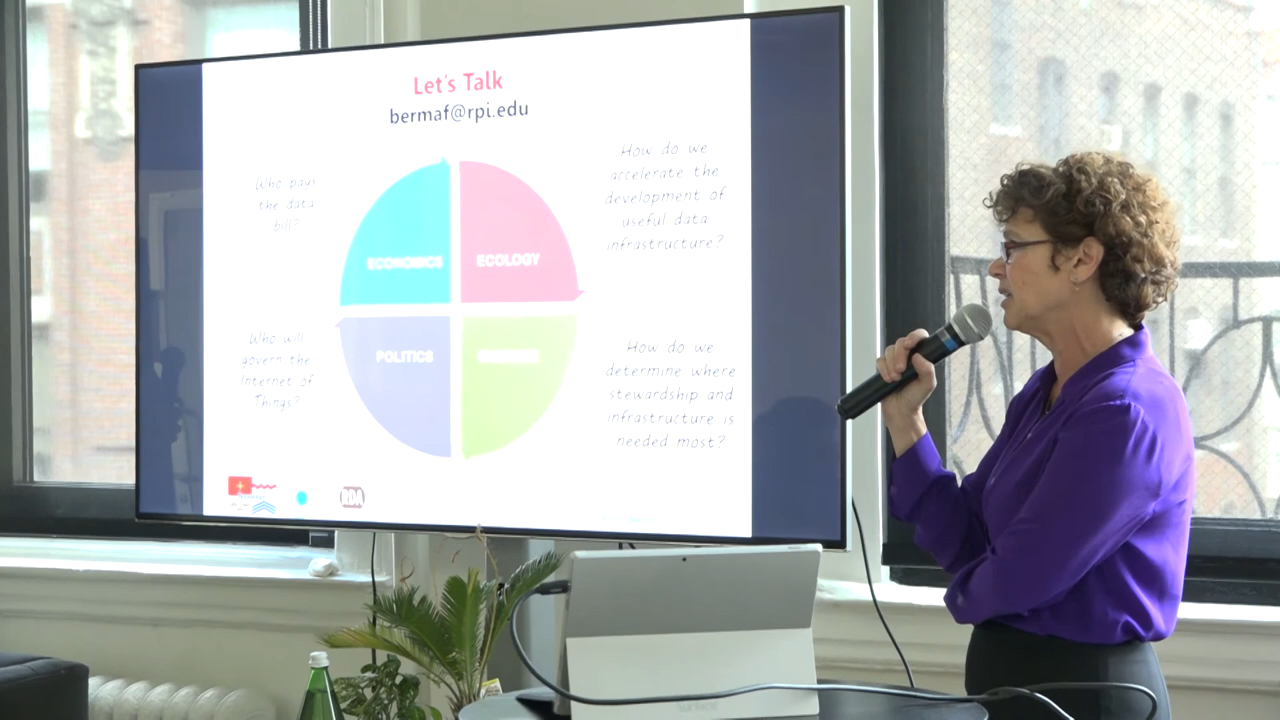 Let's Talk
bermaf@rpi.edu
Who pays
the data
bill?
How do we
accelerate the
development of
useful data
infrastructure?
ECONOMICS
ECOLOGY
POLITICS
Who will
govern the
Internet of
Things?
How do we
determine where
stewardship and
infrastructure is
needed most?
RDA